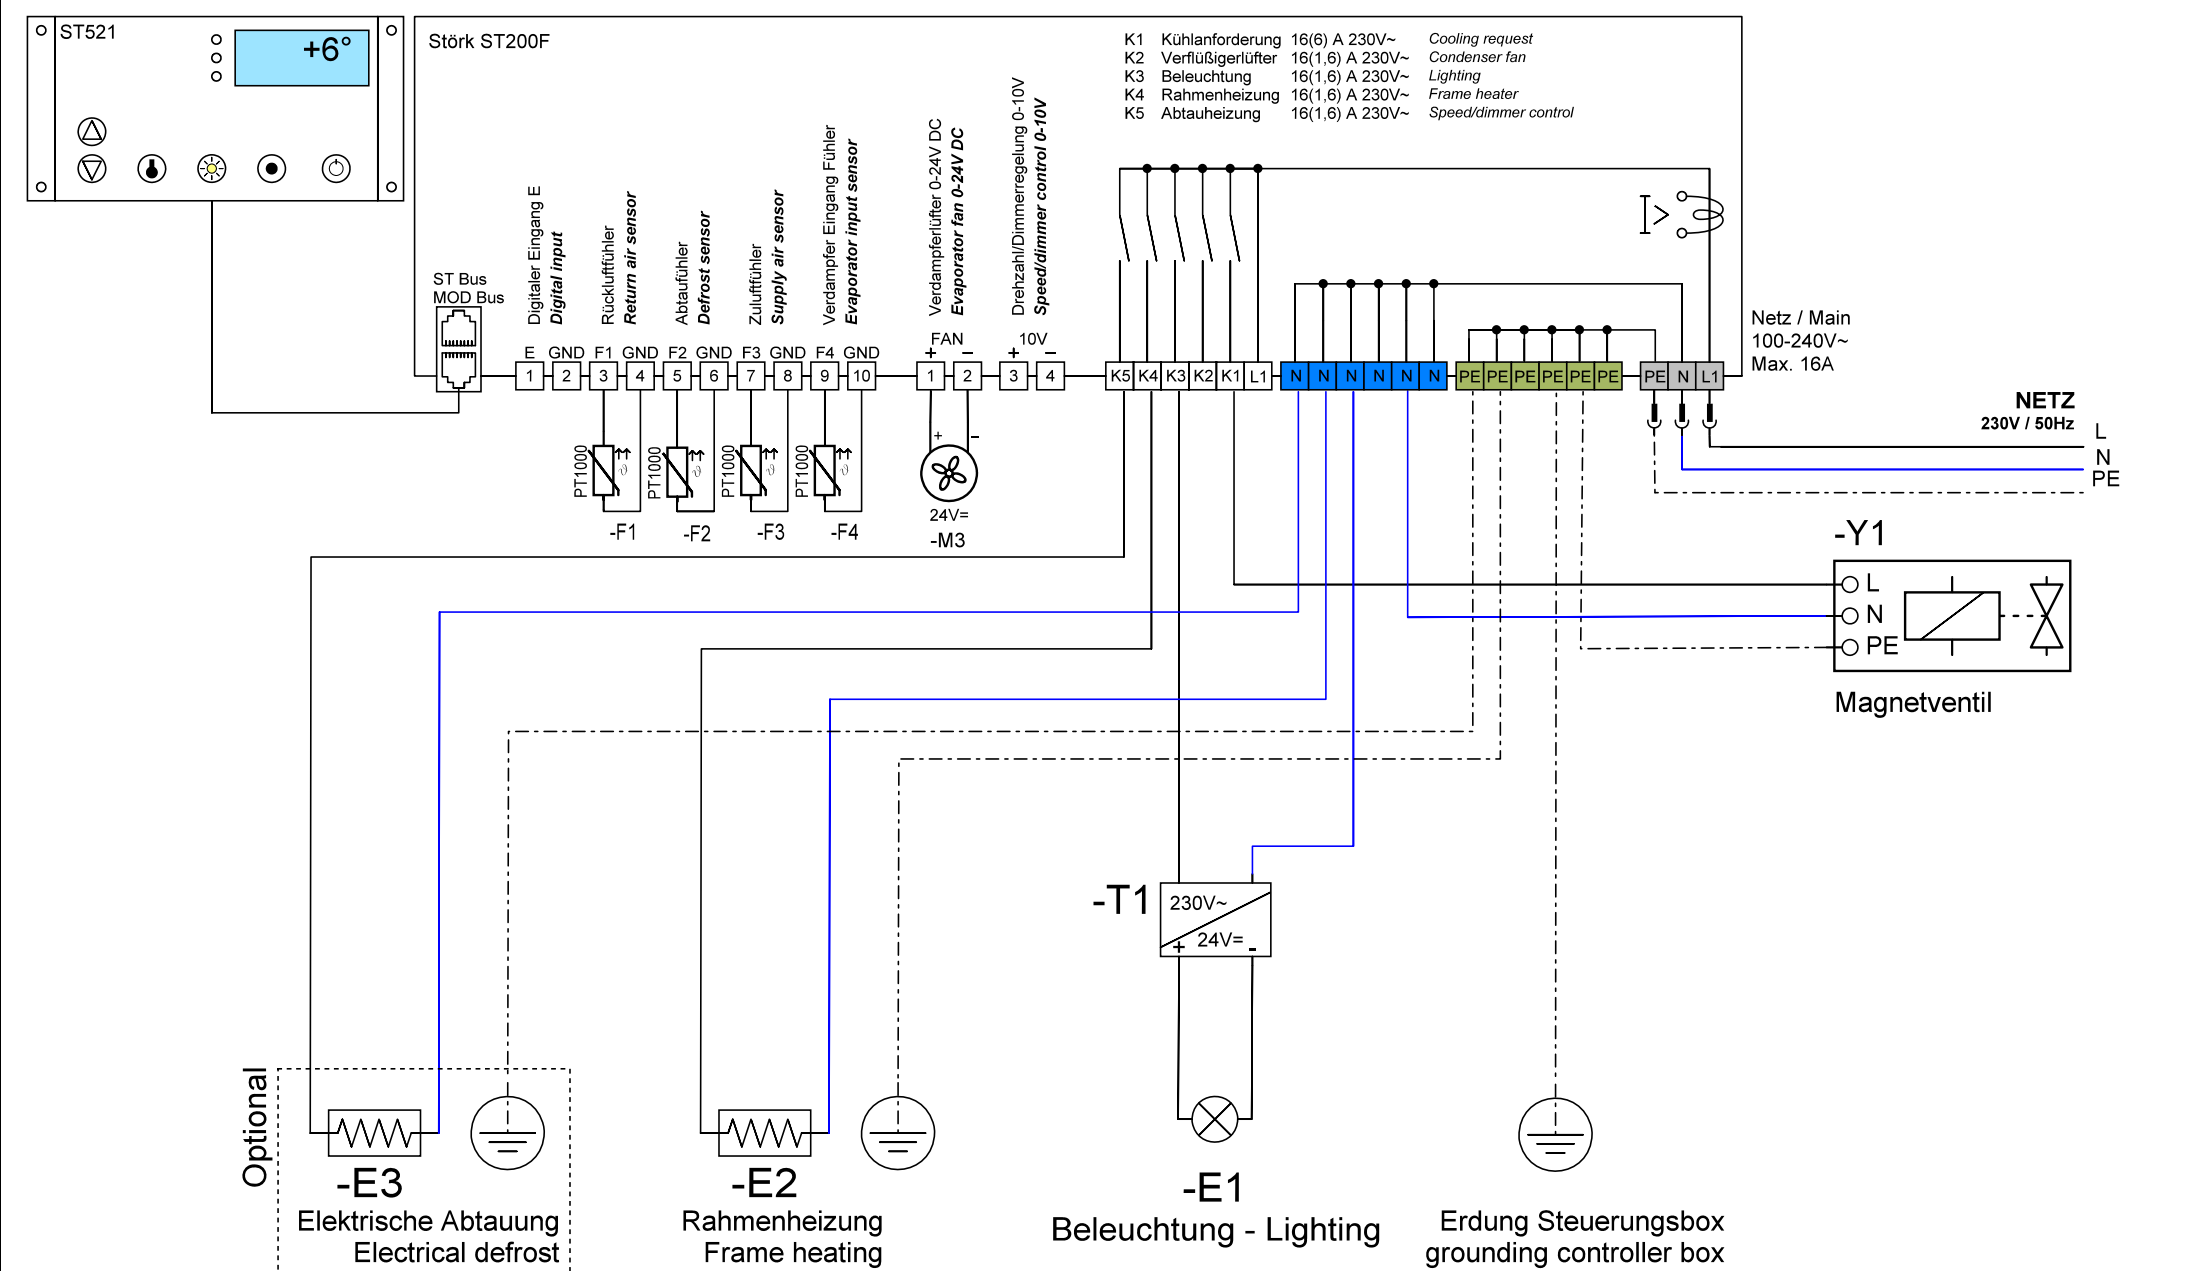 ST521
+6°
Störk ST200F
K1 Kühlanforderung 16(6) A 230V~ Cooling request
K2 Verflüßigerlüfter 16(1,6) A 230V~ Condenser fan
K3 Beleuchtung 16(1,6) A 230V~ Lighting
K4 Rahmenheizung 16(1,6) A 230V~ Frame heater
K5 Abtauheizung 16(1,6) A 230V~ Speed/dimmer control
ST Bus
MOD Bus
Digitaler Eingang E
Digital input
Rückluftfühler
Return air sensor
Abtaufühler
Defrost sensor
Zuluftfühler
Supply air sensor
Verdampfer Eingang Fühler
Evaporator input sensor
Verdampferlüfter 0-24V DC
Evaporator fan 0-24V DC
Drehzahl/Dimmerregelung 0-10V
Speed/dimmer control 0-10V
E GND F1 GND F2 GND F3 GND F4 GND
FAN
+ −
10V
+ −
1 2 3 4 5 6 7 8 9 10
1 2 3 4
K5 K4 K3 K2 K1 L1
N N N N N N
PE PE PE PE PE PE
PE N L1
I >
Netz / Main
100-240V~
Max. 16A
NETZ
230V / 50Hz
L
N
PE
PT1000 ϑ
PT1000 ϑ
PT1000 ϑ
PT1000 ϑ
-F1
-F2
-F3
-F4
+ −
24V=
-M3
-Y1
L
N
PE
Magnetventil
-T1
230V~
24V=
+ -
Optional
-E3
Elektrische Abtauung
Electrical defrost
-E2
Rahmenheizung
Frame heating
-E1
Beleuchtung - Lighting
Erdung Steuerungsbox
grounding controller box